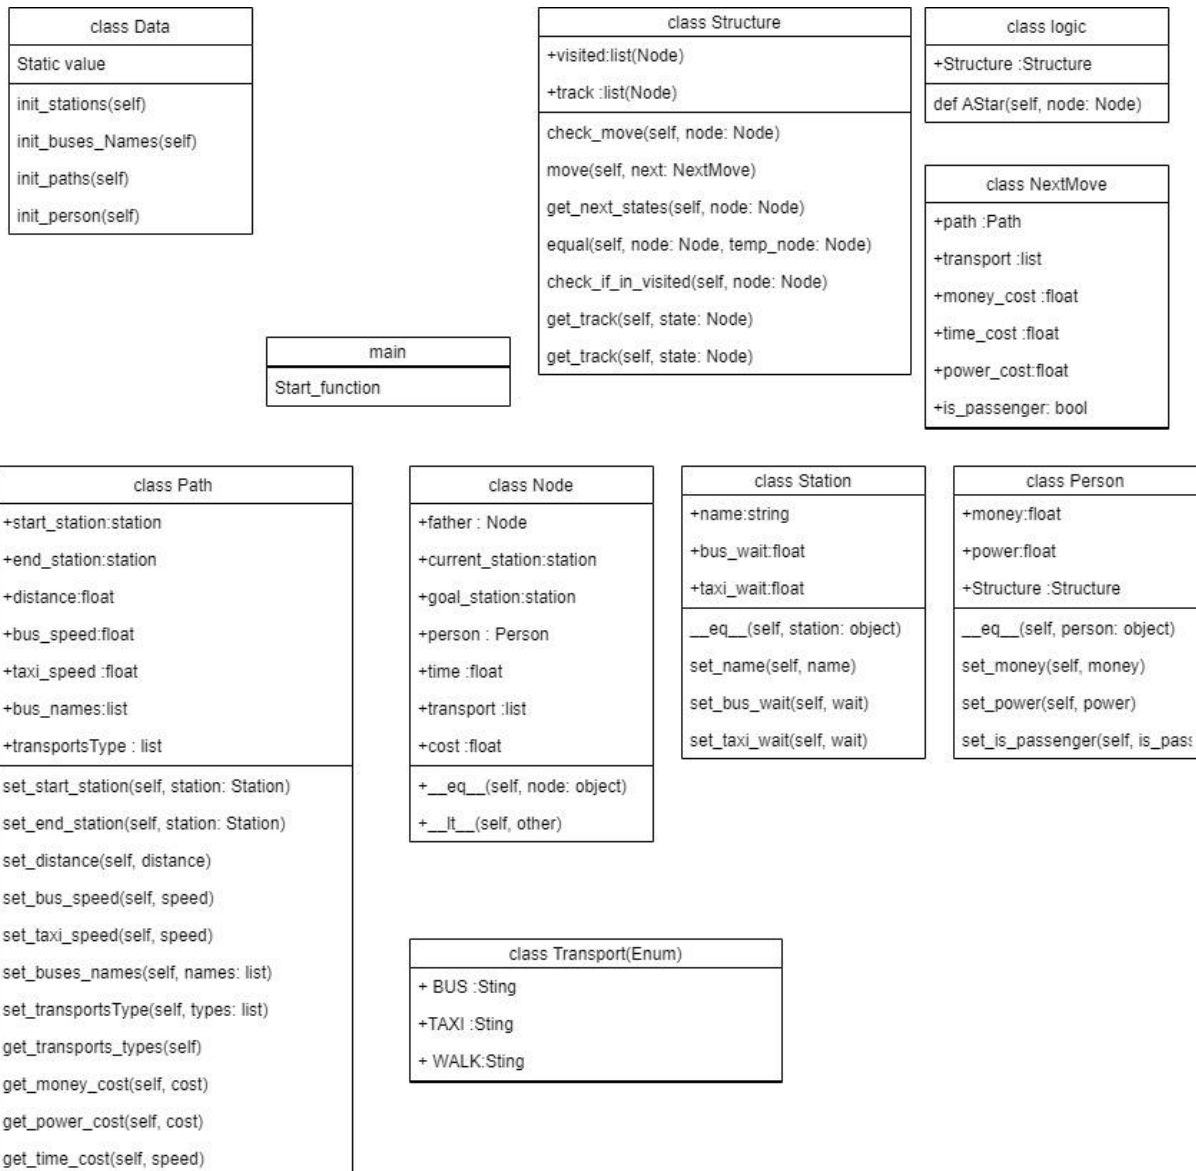 class Data
Static value
init_stations(self)
init_buses_Names(self)
init_paths(self)
init_person(self)
class Structure
+visited:list(Node)
+track :list(Node)
check_move(self, node: Node)
move(self, next: NextMove)
get_next_states(self, node: Node)
equal(self, node: Node, temp_node: Node)
check_if_in_visited(self, node: Node)
get_track(self, state: Node)
get_track(self, state: Node)
class logic
+Structure :Structure
def AStar(self, node: Node)
class NextMove
+path :Path
+transport :list
+money_cost :float
+time_cost :float
+power_cost:float
+is_passenger: bool
main
Start_function
class Path
+start_station:station
+end_station:station
+distance:float
+bus_speed:float
+taxi_speed :float
+bus_names:list
+transportsType : list
set_start_station(self, station: Station)
set_end_station(self, station: Station)
set_distance(self, distance)
set_bus_speed(self, speed)
set_taxi_speed(self, speed)
set_buses_names(self, names: list)
set_transportsType(self, types: list)
get_transports_types(self)
get_money_cost(self, cost)
get_power_cost(self, cost)
get_time_cost(self, speed)
class Node
+father : Node
+current_station:station
+goal_station:station
+person : Person
+time :float
+transport :list
+cost :float
+__eq__(self, node: object)
+__lt__(self, other)
class Station
+name:string
+bus_wait:float
+taxi_wait:float
__eq__(self, station: object)
set_name(self, name)
set_bus_wait(self, wait)
set_taxi_wait(self, wait)
class Person
+money:float
+power:float
+Structure :Structure
__eq__(self, person: object)
set_money(self, money)
set_power(self, power)
set_is_passenger(self, is_pass
class Transport(Enum)
+ BUS :Sting
+TAXI :Sting
+ WALK:Sting